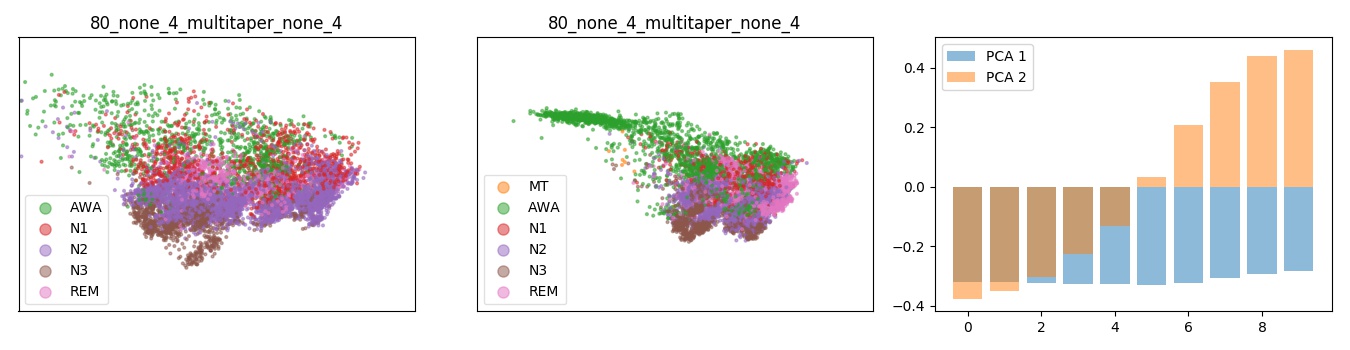 80_none_4_multitaper_none_4
AWA
N1
N2
N3
REM
80_none_4_multitaper_none_4
MT
AWA
N1
N2
N3
REM
PCA 1
PCA 2
0.4
0.2
0.0
−0.2
−0.4
0 2 4 6 8